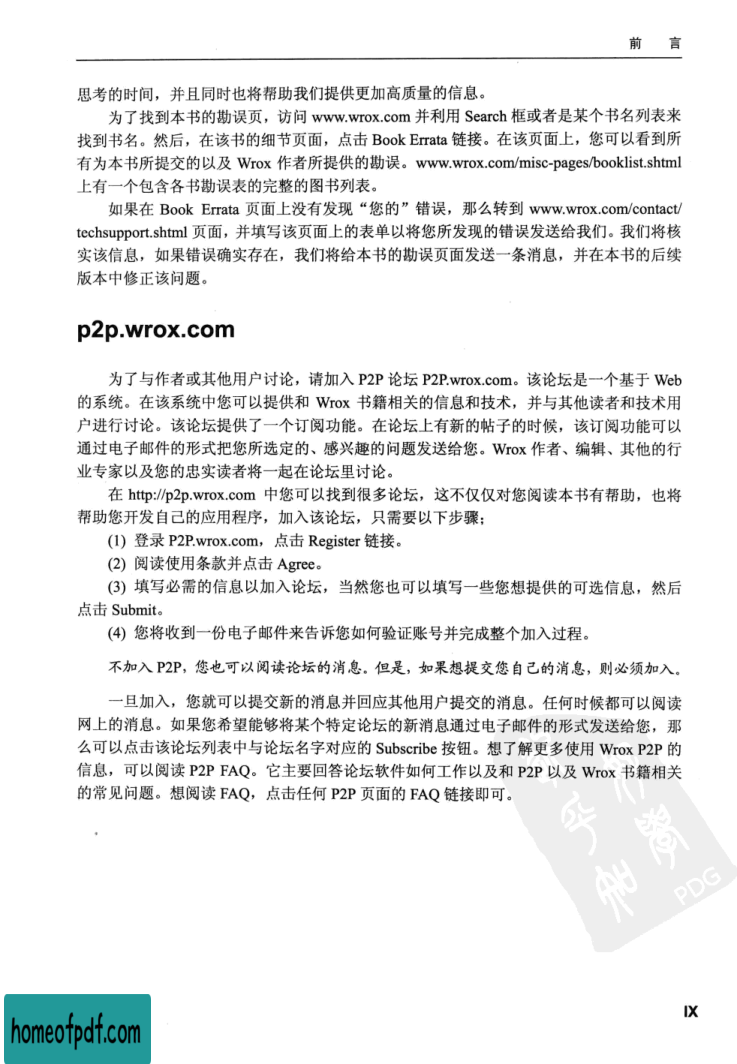 前 言
思考的时间，并且同时也将帮助我们提供更加高质量的信息。
为了找到本书的勘误页，访问 www.wrox.com 并利用 Search 框或者是某个书名列表来
找到书名。然后，在该书的细节页面，点击 Book Errata 链接。在该页面上，您可以看到所
有为本书所提交的以及 Wrox 作者所提供的勘误。www.wrox.com/misc-pages/booklist.shtml
上有一个包含各书勘误表的完整的图书列表。
如果在 Book Errata 页面上没有发现“您的”错误，那么转到 www.wrox.com/contact/
techsupport.shtml 页面，并填写该页面上的表单以将您所发现的错误发送给我们。我们将核
实该信息，如果错误确实存在，我们将给本书的勘误页面发送一条消息，并在本书的后续
版本中修正该问题。
p2p.wrox.com
为了与作者或其他用户讨论，请加入 P2P 论坛 P2P.wrox.com。该论坛是一个基于 Web
的系统。在该系统中您可以提供和 Wrox 书籍相关的信息和技术，并与其他读者和技术用
户进行讨论。该论坛提供了一个订阅功能。在论坛上有新的帖子的时候，该订阅功能可以
通过电子邮件的形式把您所选定的、感兴趣的问题发送给您。Wrox 作者、编辑、其他的行
业专家以及您的忠实读者将一起在论坛里讨论。
在 http://p2p.wrox.com 中您可以找到很多论坛，这不仅仅对您阅读本书有帮助，也将
帮助您开发自己的应用程序，加入该论坛，只需要以下步骤：
(1) 登录 P2P.wrox.com，点击 Register 链接。
(2) 阅读使用条款并点击 Agree。
(3) 填写必需的信息以加入论坛，当然您也可以填写一些您想提供的可选信息，然后
点击 Submit。
(4) 您将收到一份电子邮件来告诉您如何验证账号并完成整个加入过程。
不加入 P2P，您也可以阅读论坛的消息。但是，如果想提交您自己的消息，则必须加入。
一旦加入，您就可以提交新的消息并回应其他用户提交的消息。任何时候都可以阅读
网上的消息。如果您希望能够将某个特定论坛的新消息通过电子邮件的形式发送给您，那
么可以点击该论坛列表中与论坛名字对应的 Subscribe 按钮。想了解更多使用 Wrox P2P 的
信息，可以阅读 P2P FAQ。它主要回答论坛软件如何工作以及和 P2P 以及 Wrox 书籍相关
的常见问题。想阅读 FAQ，点击任何 P2P 页面的 FAQ 链接即可。
PDG
IX
homeofpdf.com